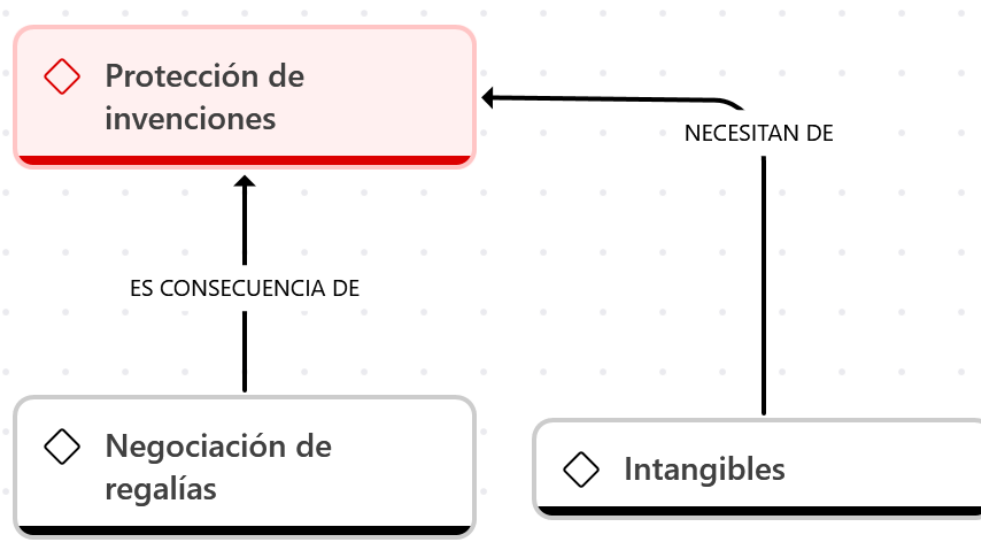 Protección de
invenciones
NECESITAN DE
ES CONSECUENCIA DE
Negociación de
regalías
Intangibles